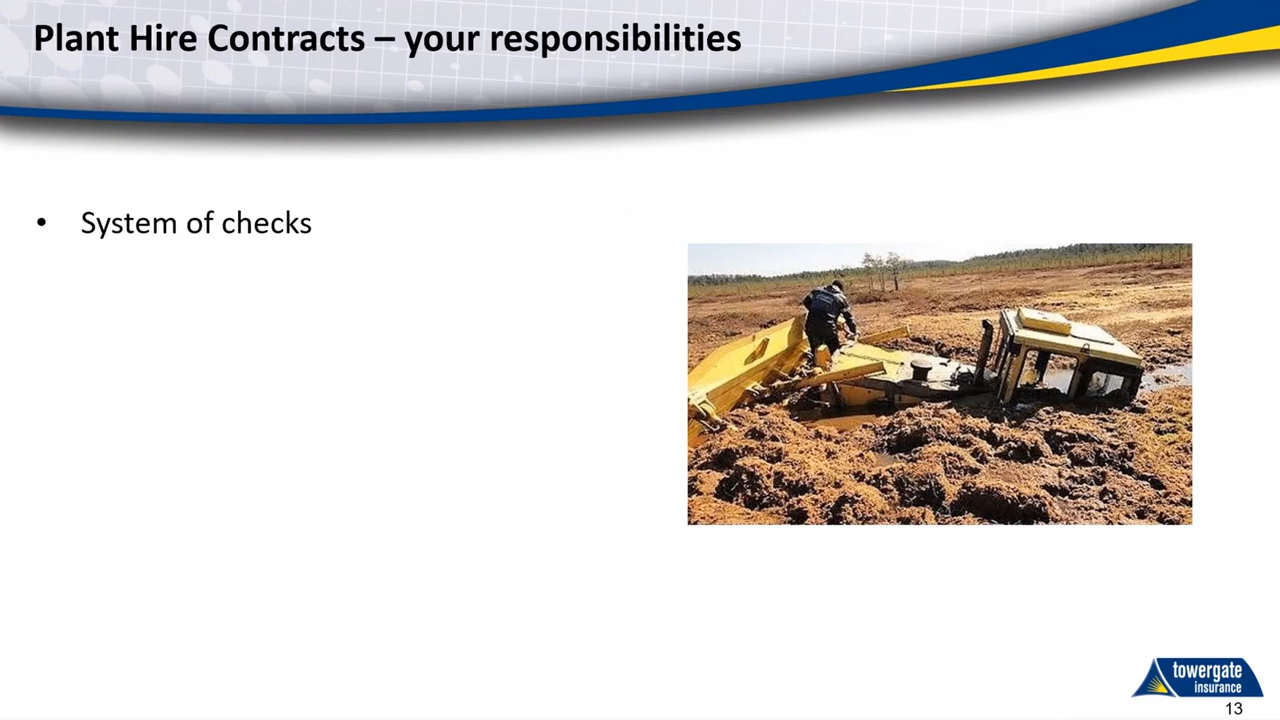 Plant Hire Contracts – your responsibilities
• System of checks
towergate
insurance
13